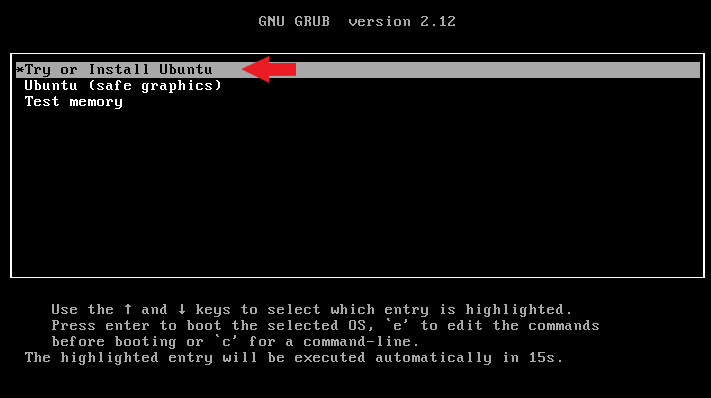 GNU GRUB  version 2.12
*Try or Install Ubuntu
Ubuntu (safe graphics)
Test memory
Use the ↑ and ↓ keys to select which entry is highlighted.
Press enter to boot the selected OS, `e' to edit the commands
before booting or `c' for a command-line.
The highlighted entry will be executed automatically in 15s.